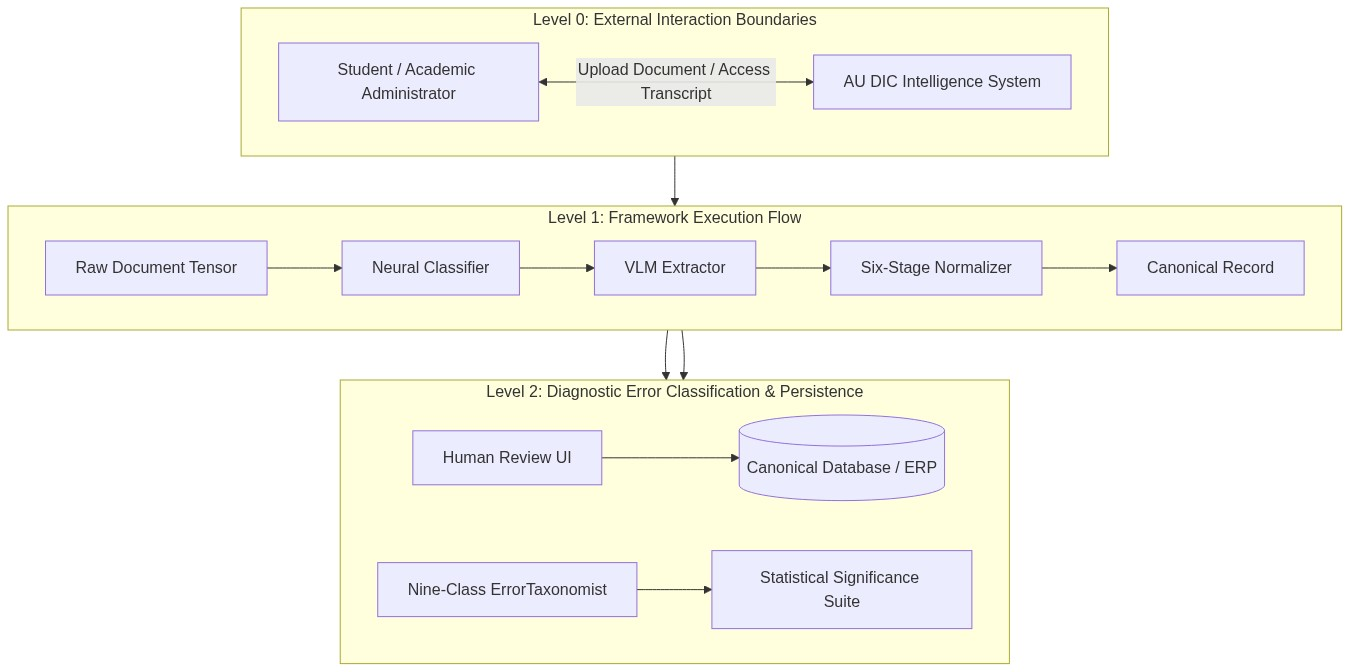 Level 0: External Interaction Boundaries
Student / Academic
Administrator
Upload Document / Access
Transcript
AU DIC Intelligence System
Level 1: Framework Execution Flow
Raw Document Tensor
Neural Classifier
VLM Extractor
Six-Stage Normalizer
Canonical Record
Level 2: Diagnostic Error Classification & Persistence
Human Review UI
Canonical Database / ERP
Nine-Class ErrorTaxonomist
Statistical Significance
Suite